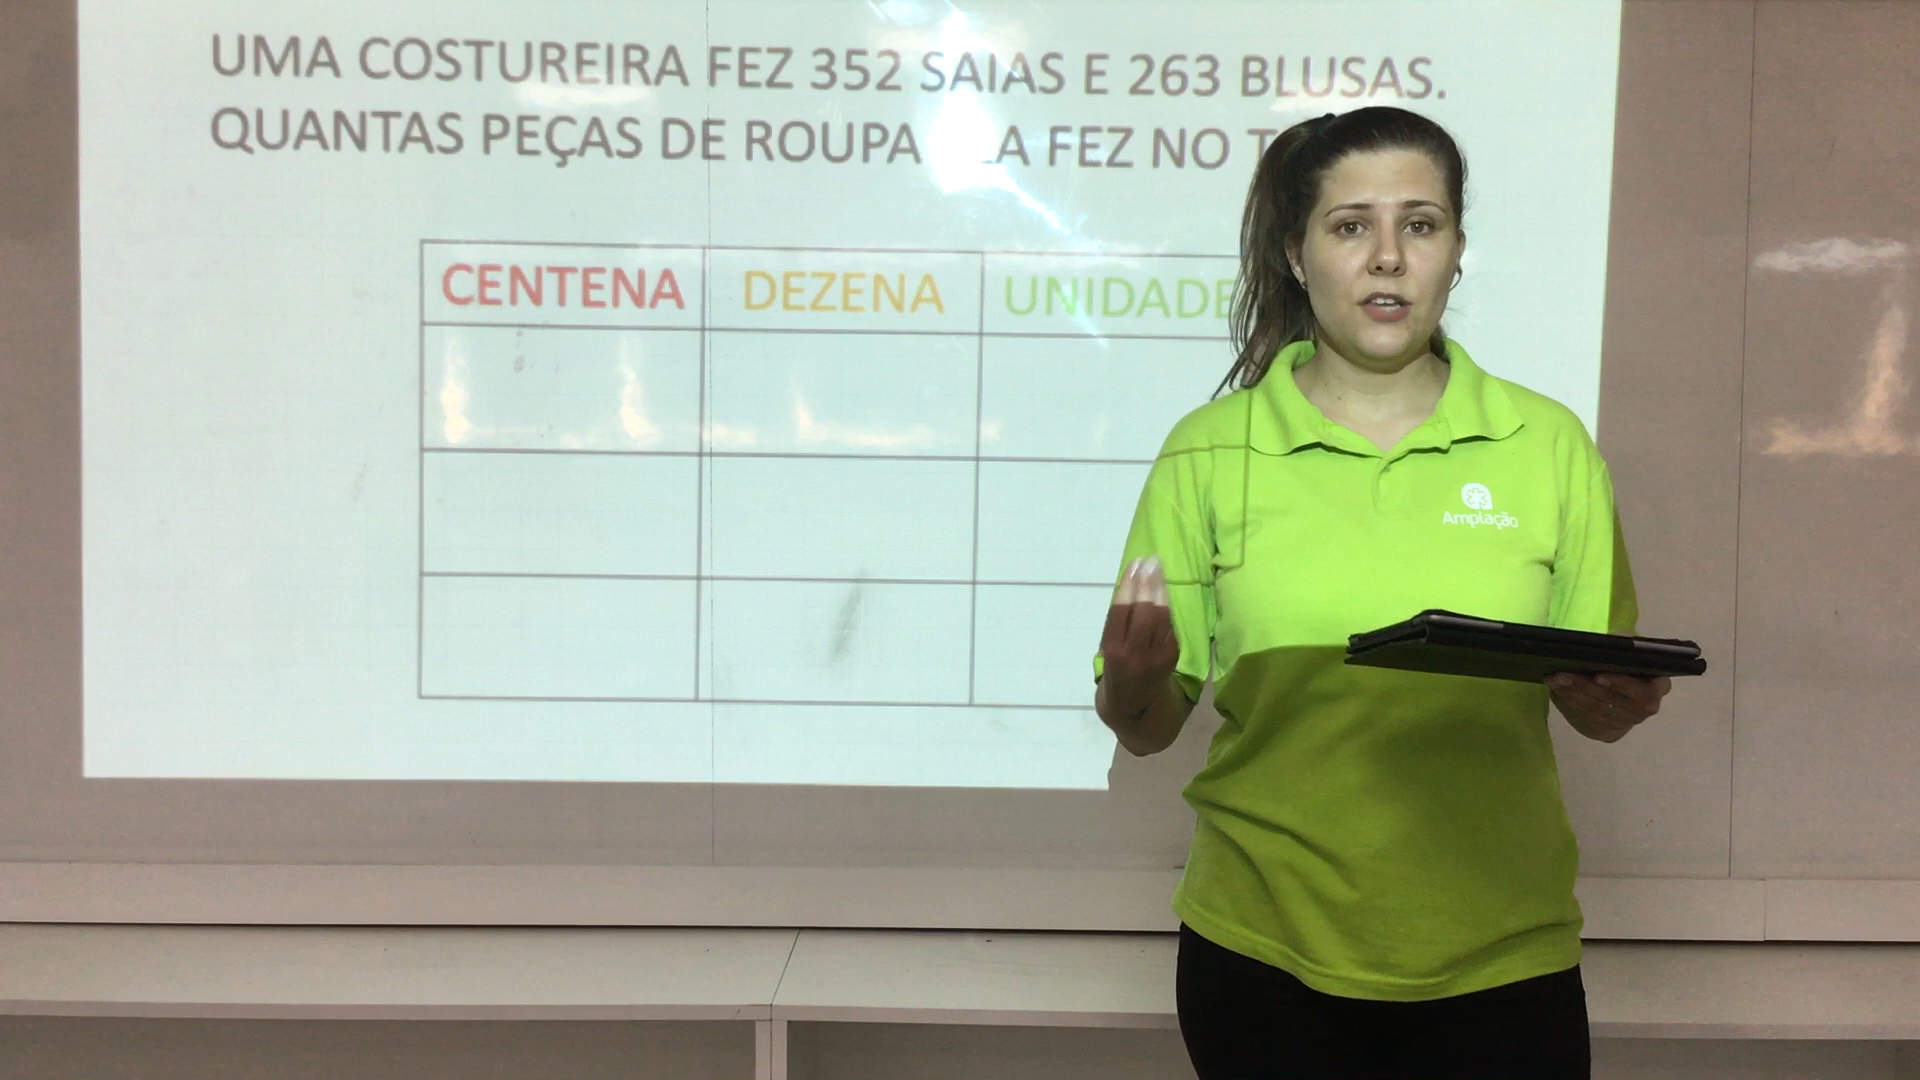 UMA COSTUREIRA FEZ 352 SAIAS E 263 BLUSAS.
QUANTAS PEÇAS DE ROUPA FEZ NO
CENTENA DEZENA UNIDADE
Ampliação